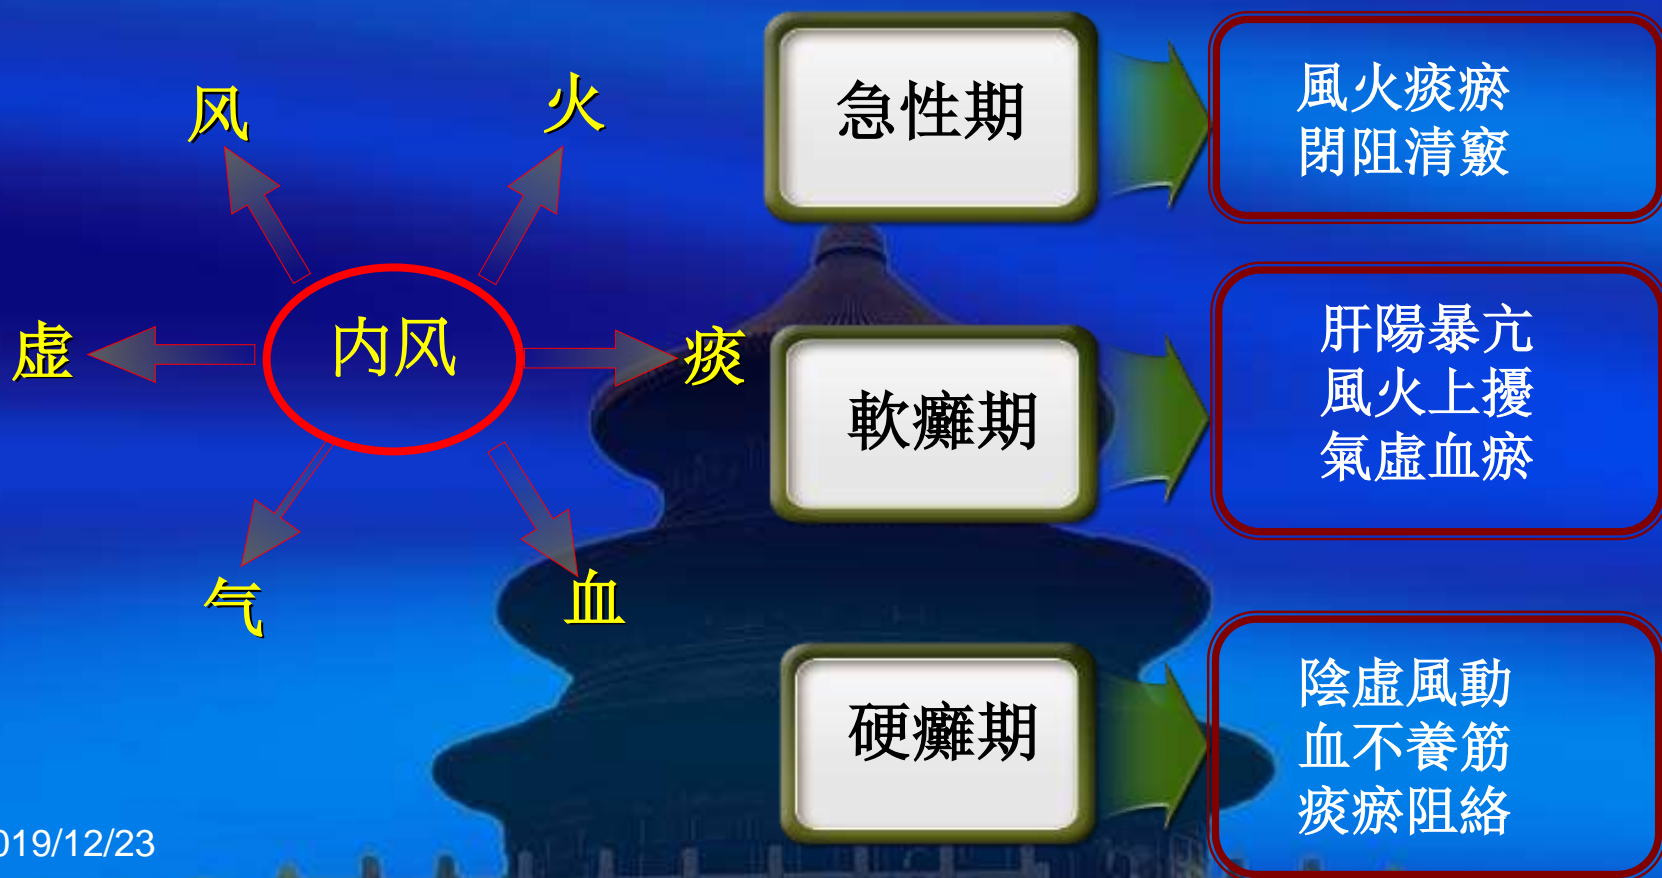 风
火
虚
内风
痰
气
血
急性期
風火痰瘀
閉阻清竅
軟癱期
肝陽暴亢
風火上擾
氣虛血瘀
硬癱期
陰虛風動
血不養筋
痰瘀阻絡
019/12/23